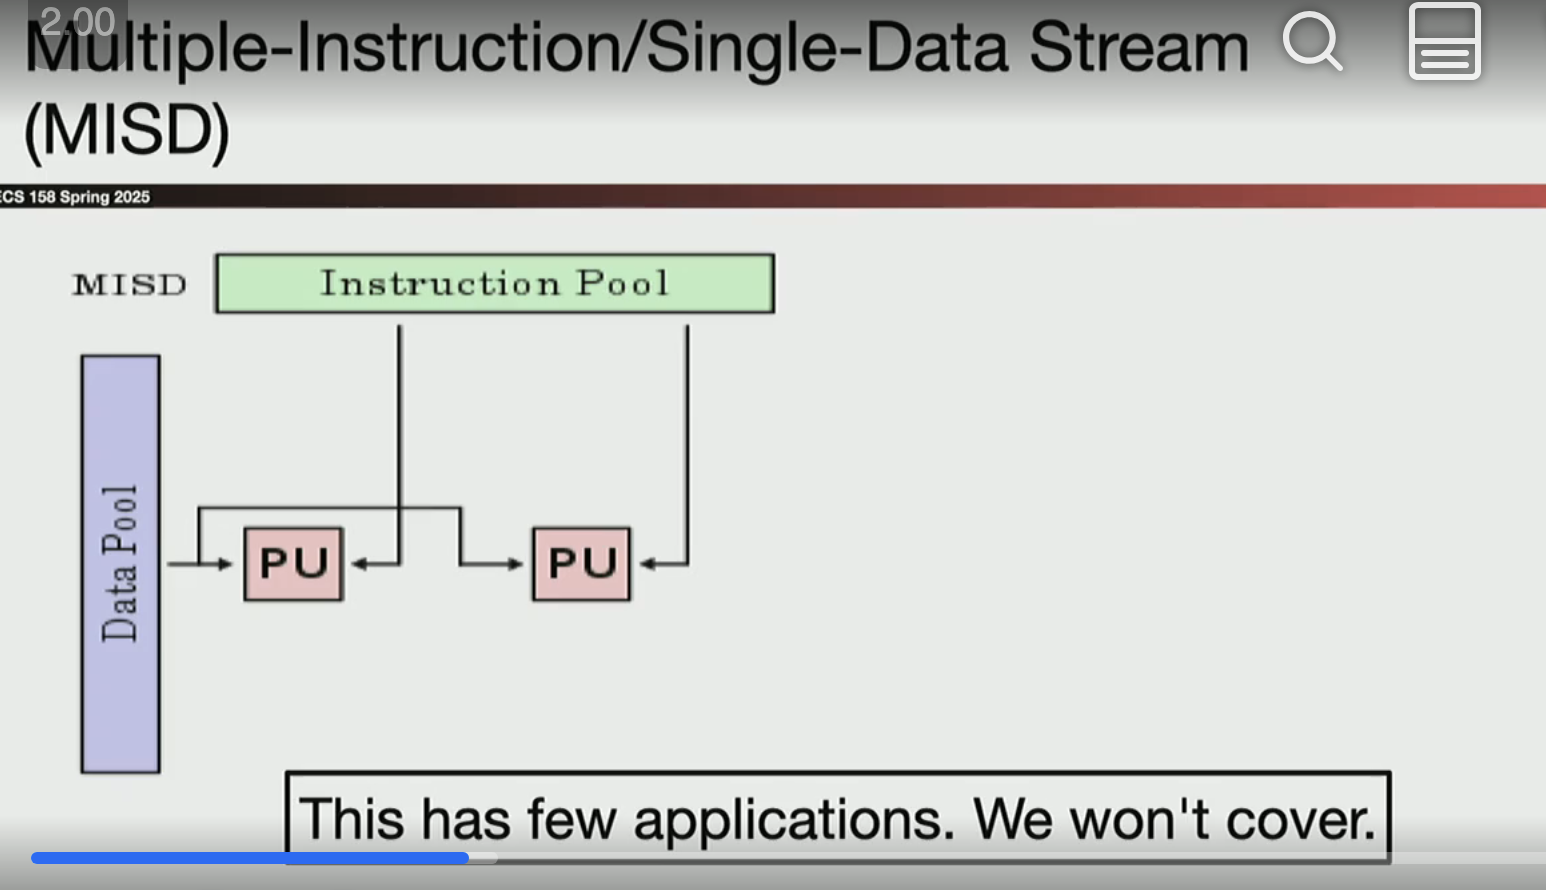 2.00
Multiple-Instruction/Single-Data Stream
(MISD)
ECS 158 Spring 2025
MISD
Instruction Pool
Data Pool
PU
PU
This has few applications. We won't cover.